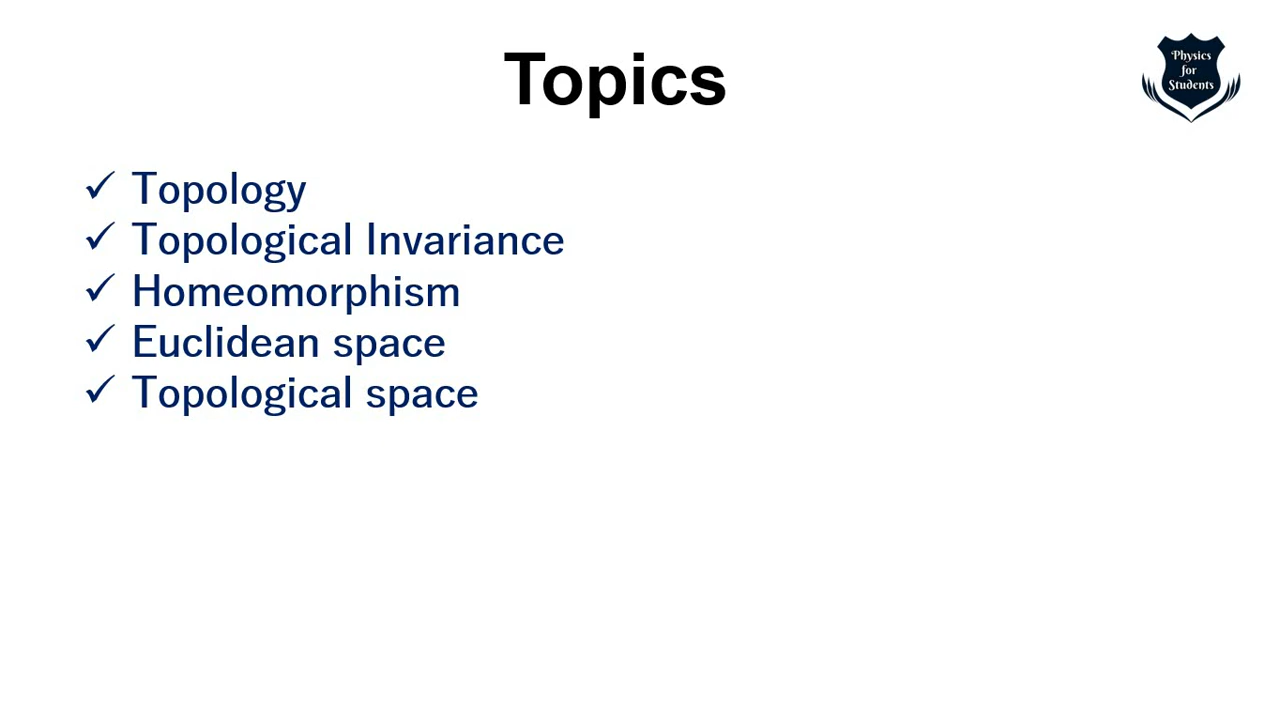 Topics
Physics
for
Students
✓ Topology
✓ Topological Invariance
✓ Homeomorphism
✓ Euclidean space
✓ Topological space